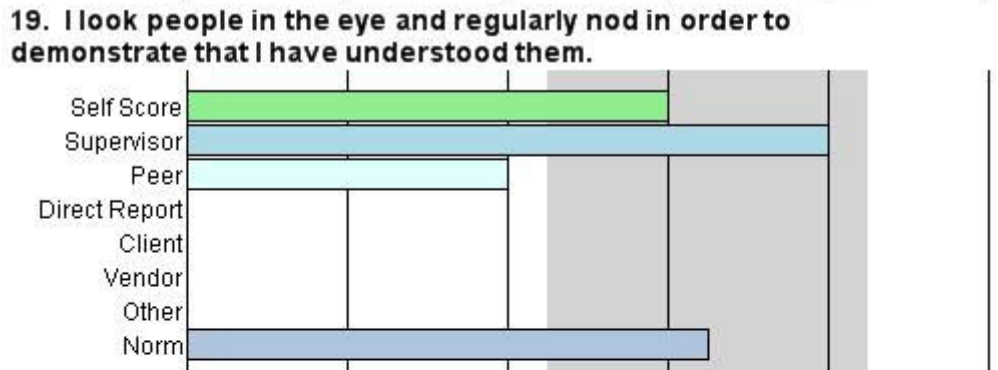 19. I look people in the eye and regularly nod in order to
demonstrate that I have understood them.
Self Score
Supervisor
Peer
Direct Report
Client
Vendor
Other
Norm